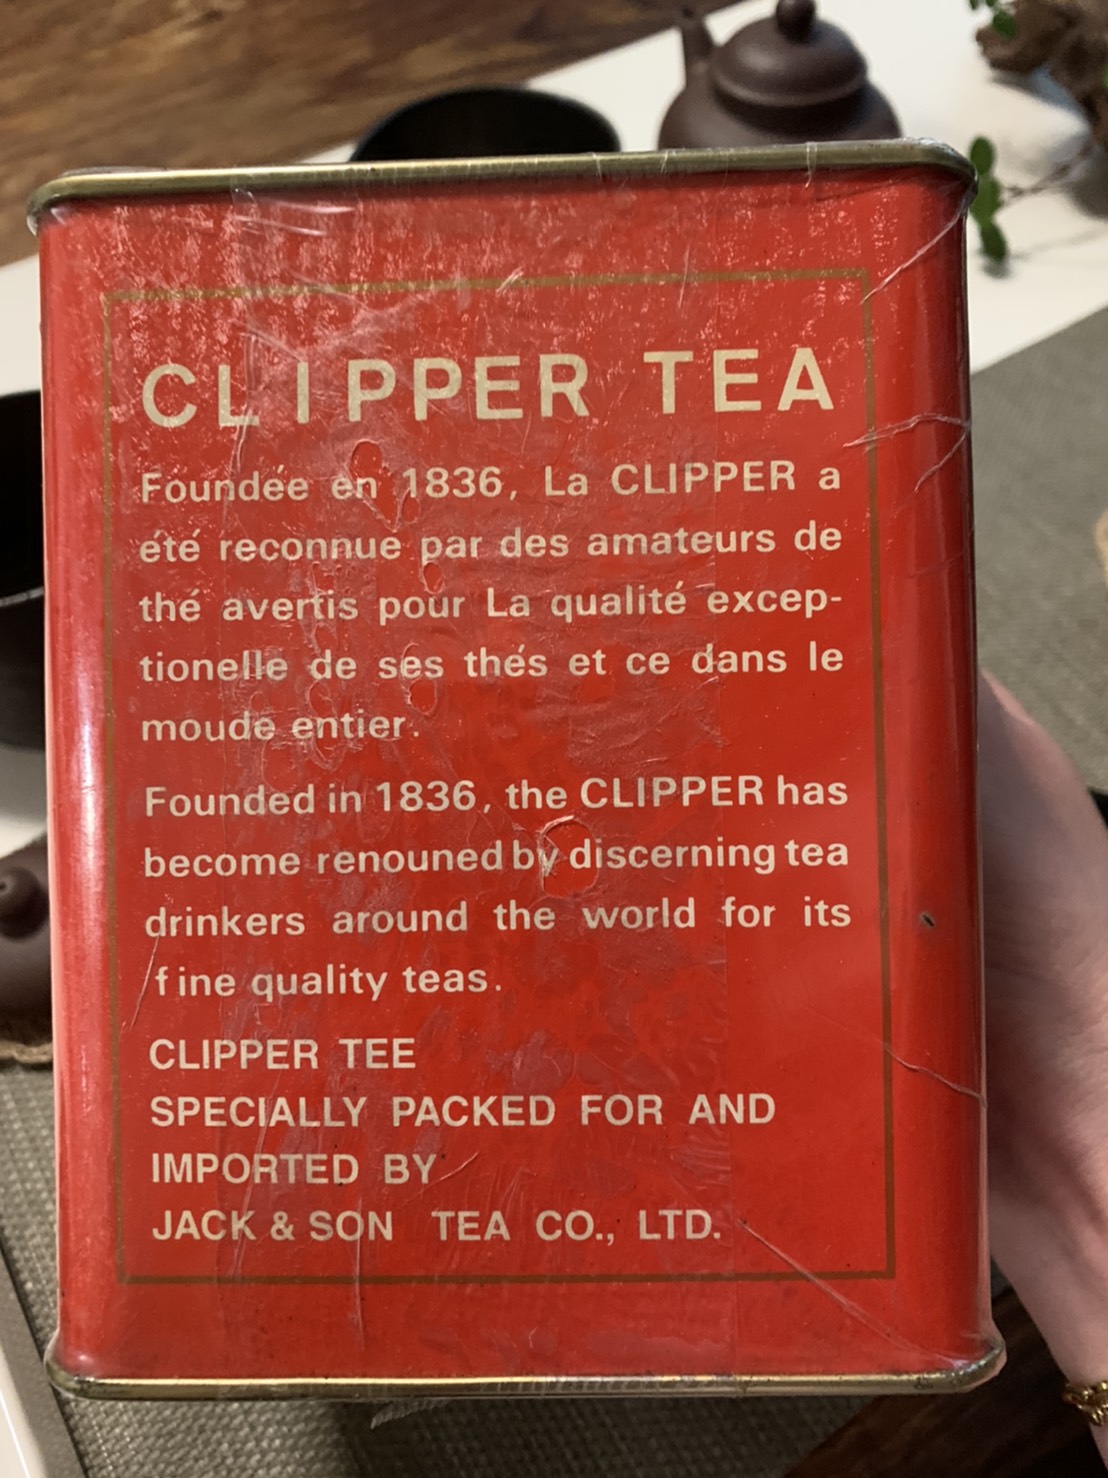 CLIPPER TEA
Foundée en 1836, La CLIPPER a
été reconnue par des amateurs de
thé avertis pour La qualité excep-
tionelle de ses thés et ce dans le
moude entier.
Founded in 1836, the CLIPPER has
become renouned by discerning tea
drinkers around the world for its
fine quality teas.
CLIPPER TEE
SPECIALLY PACKED FOR AND
IMPORTED BY
JACK & SON TEA CO., LTD.